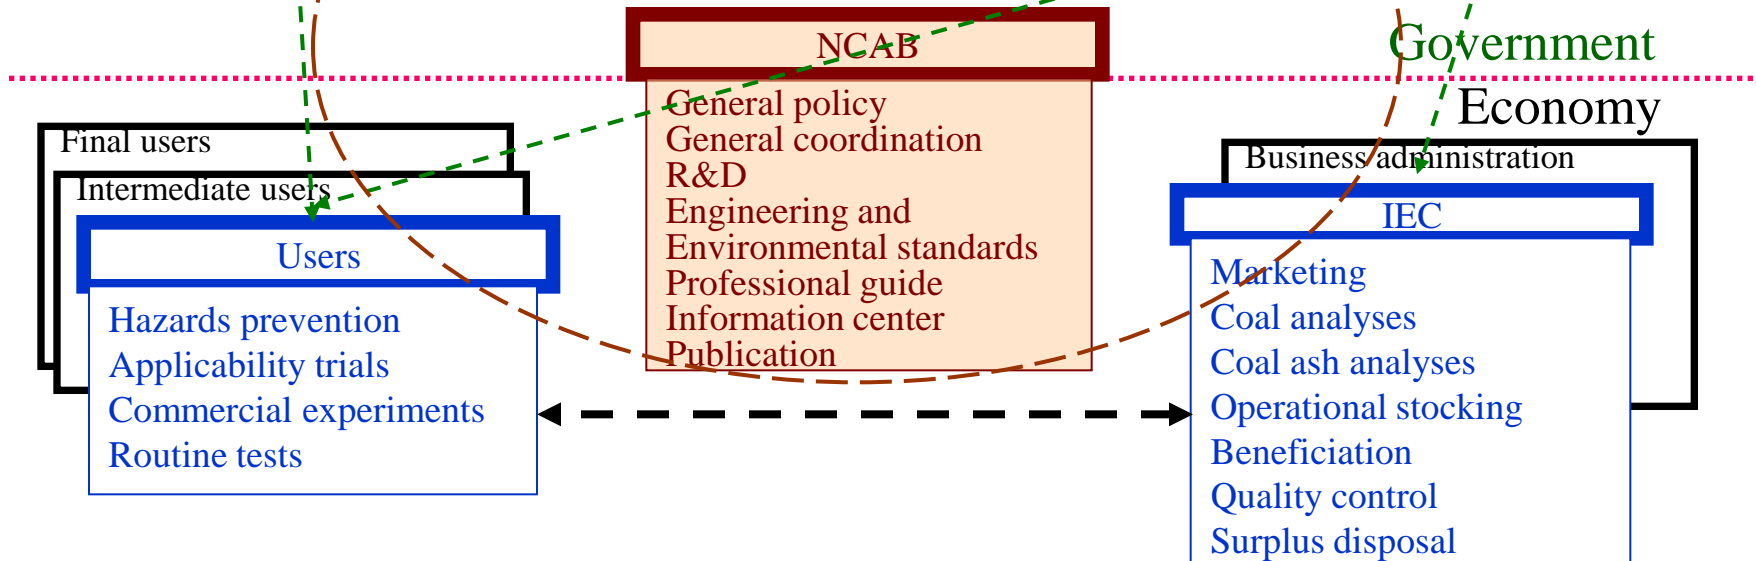 NCAB
Government
Economy
General policy
General coordination
R&D
Engineering and
Environmental standards
Professional guide
Information center
Publication
Final users
Intermediate users
Users
Hazards prevention
Applicability trials
Commercial experiments
Routine tests
Business administration
IEC
Marketing
Coal analyses
Coal ash analyses
Operational stocking
Beneficiation
Quality control
Surplus disposal